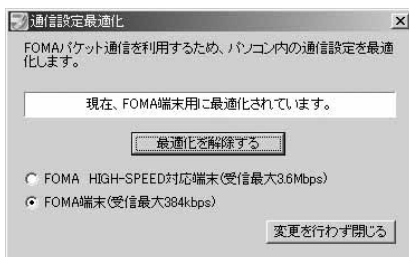 通信設定最適化
FOMAパケット通信を利用するため、パソコン内の通信設定を最適
化します。
現在、FOMA端末用に最適化されています。
最適化を解除する
FOMA HIGH-SPEED対応端末(受信最大3.6Mbps)
FOMA端末(受信最大384kbps)
変更を行わず閉じる